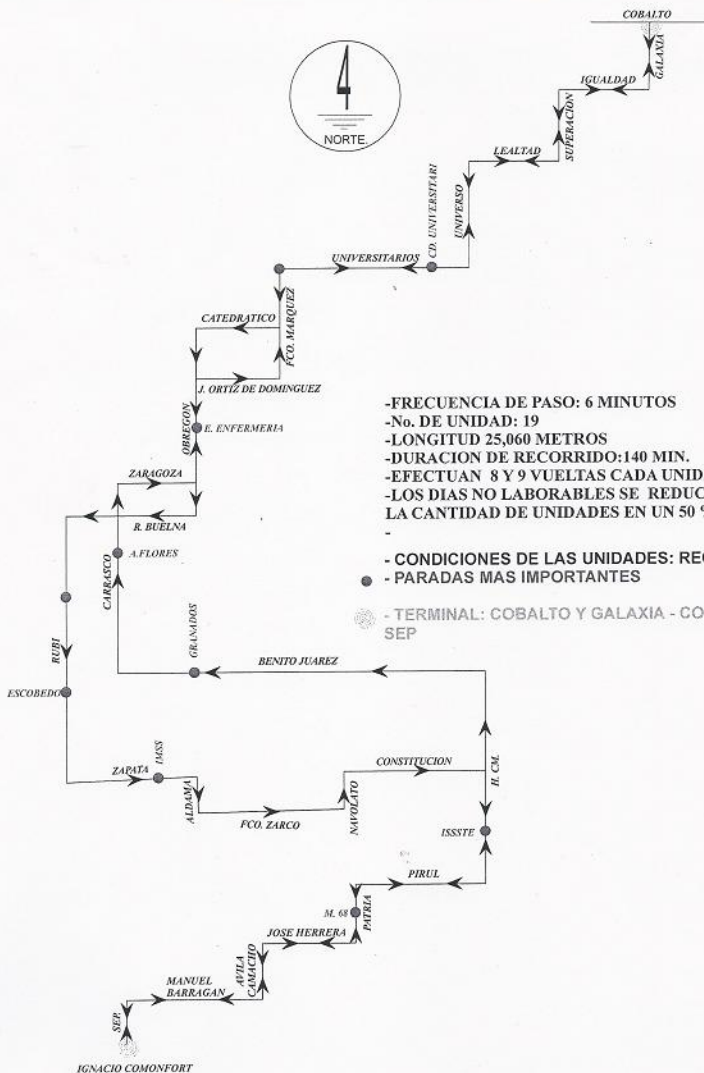 COBALTO
GALAXIA
IGUALDAD
SUPERACION
NORTE.
LEALTAD
UNIVERSO
CD. UNIVERSITARI
UNIVERSITARIOS
CATEDRATICO
FCO. MARQUEZ
J. ORTIZ DE DOMINGUEZ
-FRECUENCIA DE PASO: 6 MINUTOS
-No. DE UNIDAD: 19
-LONGITUD 25,060 METROS
-DURACION DE RECORRIDO:140 MIN.
-EFECTUAN 8 Y 9 VUELTAS CADA UNID
-LOS DIAS NO LABORABLES SE REDUC
LA CANTIDAD DE UNIDADES EN UN 50 %
-
- CONDICIONES DE LAS UNIDADES: REG
- PARADAS MAS IMPORTANTES
- TERMINAL: COBALTO Y GALAXIA - CO
SEP
OBREGON
E. ENFERMERIA
ZARAGOZA
R. BUELNA
CARRASCO
A.FLORES
RUBI
GRANADOS
BENITO JUAREZ
ESCOBEDO
ZAPATA
IMSS
ALDAMA
FCO. ZARCO
NAVOLATO
CONSTITUCION
H. CM.
ISSSTE
PIRUL
M. 68
PATRIA
JOSE HERRERA
AVILA
CAMACHO
MANUEL
BARRAGAN
SEP.
IGNACIO COMONFORT